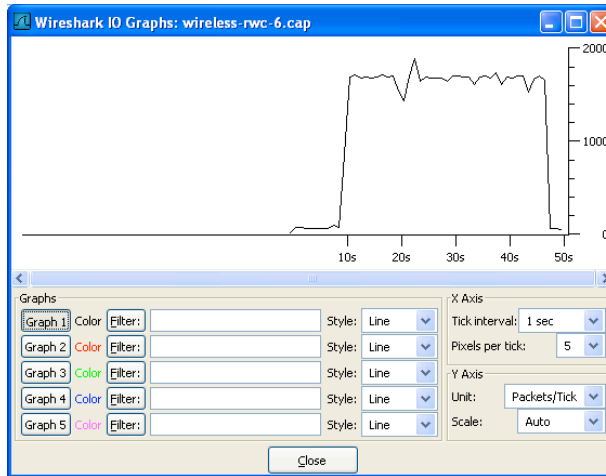 Wireshark IO Graphs: wireless-rwc-6.cap
2000
1000
0
10s 20s 30s 40s 50s
Graphs
Graph 1 Color Filter: Style: Line
Graph 2 Color Filter: Style: Line
Graph 3 Color Filter: Style: Line
Graph 4 Color Filter: Style: Line
Graph 5 Color Filter: Style: Line
X Axis
Tick interval: 1 sec
Pixels per tick: 5
Y Axis
Unit: Packets/Tick
Scale: Auto
Close